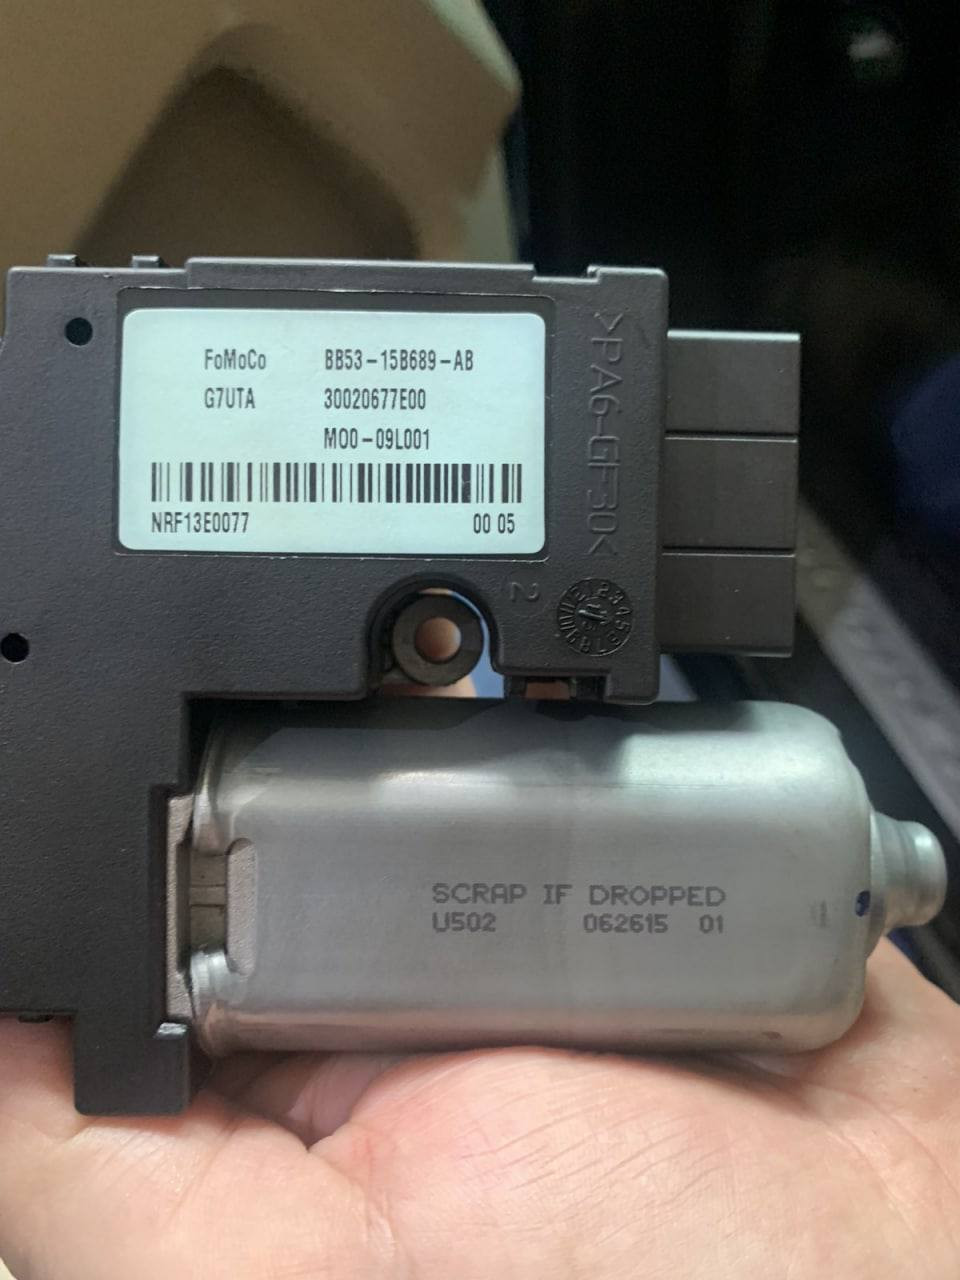 FoMoCo BB53-15B689-AB
G7UTA 30020677E00
M00-09L001
NRF13E0077 00 05
>PA6-GF30<
2
SCRAP IF DROPPED
U502 062615 01